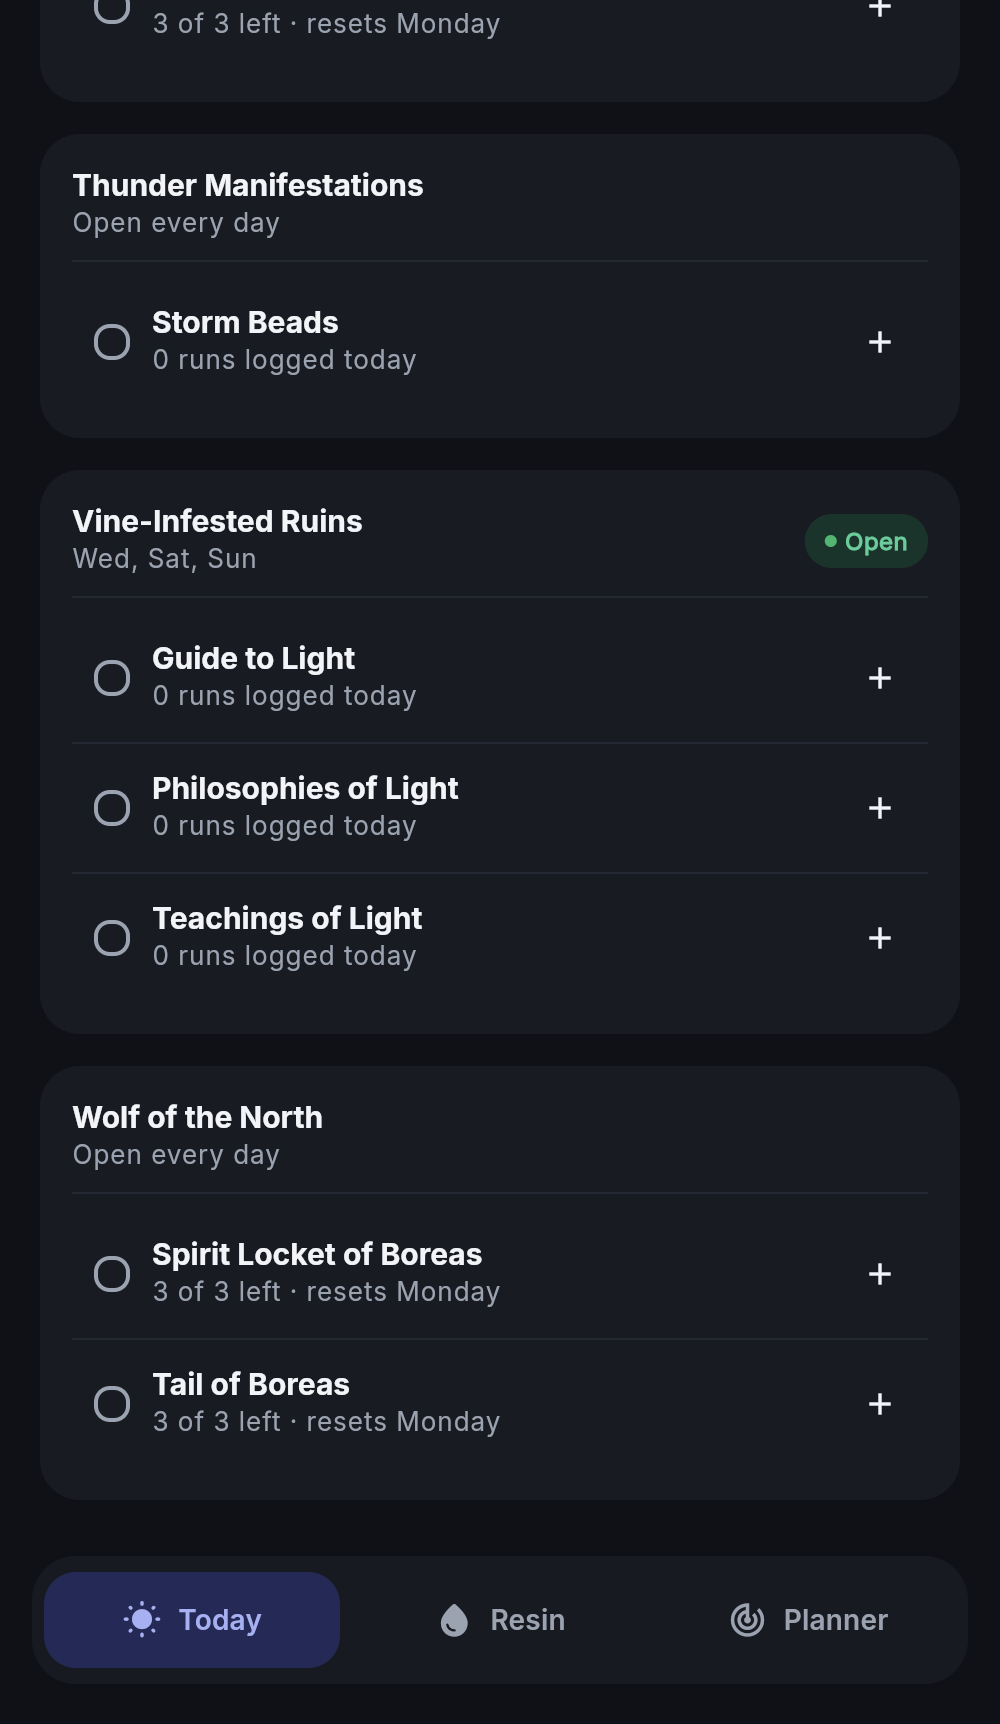 3 of 3 left · resets Monday
Thunder Manifestations
Open every day
Storm Beads
0 runs logged today
Vine-Infested Ruins
Wed, Sat, Sun
Open
Guide to Light
0 runs logged today
Philosophies of Light
0 runs logged today
Teachings of Light
0 runs logged today
Wolf of the North
Open every day
Spirit Locket of Boreas
3 of 3 left · resets Monday
Tail of Boreas
3 of 3 left · resets Monday
Today
Resin
Planner